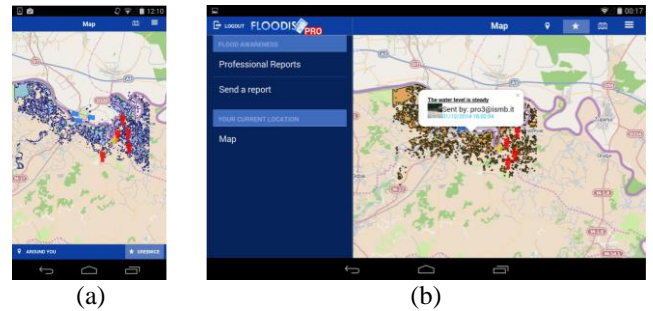 12:10
Map
AROUND YOU
SREBNICE
(a)
00:17
LOGOUT FLOODIS PRO
Map
FLOOD AWARENESS
Professional Reports
Send a report
YOUR CURRENT LOCATION
Map
The water level is steady
Sent by: pro3@ismb.it
(b)